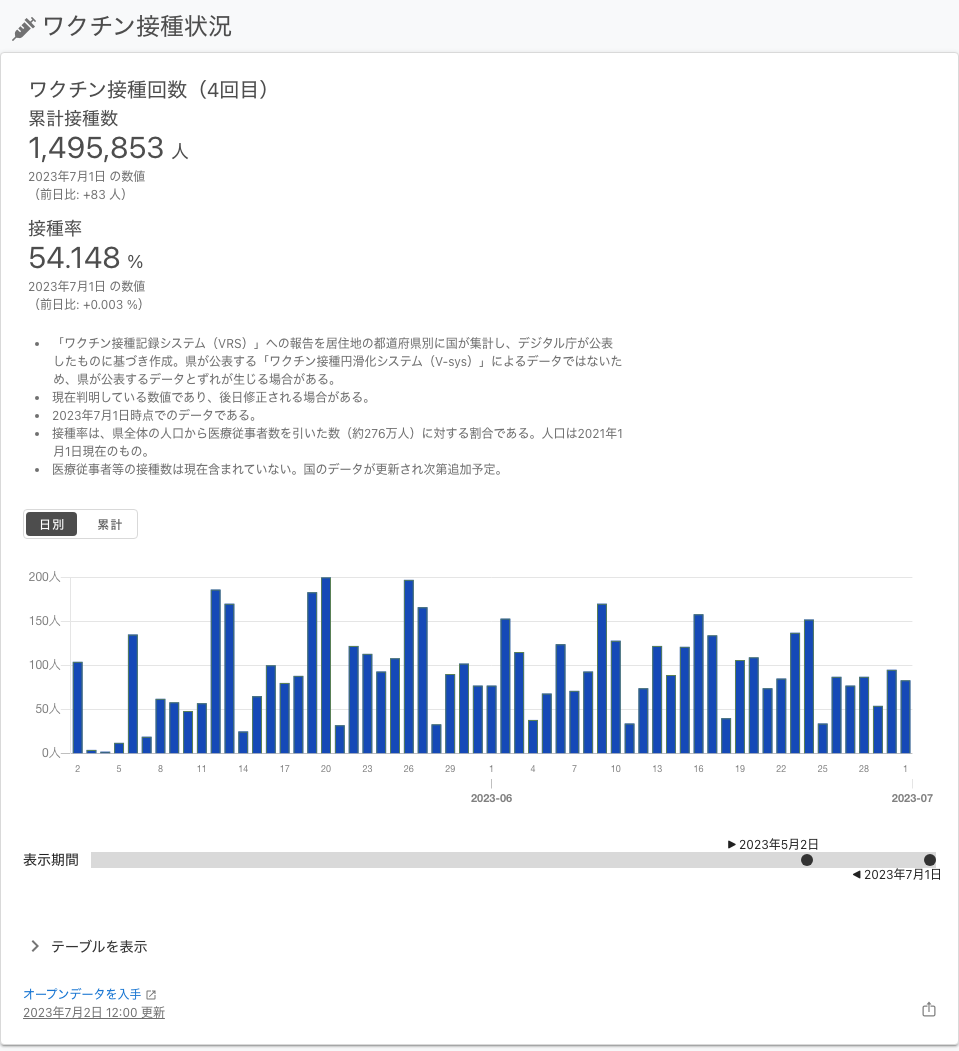 ワクチン接種状況
ワクチン接種回数（4回目）
累計接種数
1,495,853 人
2023年7月1日 の数値
（前日比: +83 人）
接種率
54.148 %
2023年7月1日 の数値
（前日比: +0.003 %）
• 「ワクチン接種記録システム（VRS）」への報告を居住地の都道府県別に国が集計し、デジタル庁が公表
したものに基づき作成。県が公表する「ワクチン接種円滑化システム（V-sys）」によるデータではないた
め、県が公表するデータとずれが生じる場合がある。
• 現在判明している数値であり、後日修正される場合がある。
• 2023年7月1日時点でのデータである。
• 接種率は、県全体の人口から医療従事者数を引いた数（約276万人）に対する割合である。人口は2021年1
月1日現在のもの。
• 医療従事者等の接種数は現在含まれていない。国のデータが更新され次第追加予定。
日別 累計
200人
150人
100人
50人
0人
2 5 8 11 14 17 20 23 26 29 1 4 7 10 13 16 19 22 25 28 1
2023-06 2023-07
▶ 2023年5月2日
表示期間
◀ 2023年7月1日
テーブルを表示
オープンデータを入手
2023年7月2日 12:00 更新